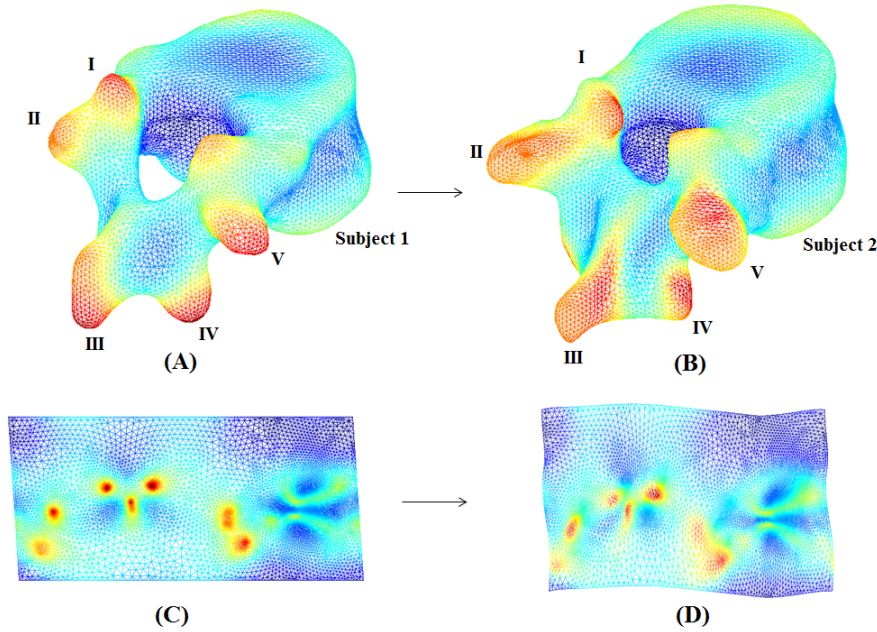 I
II
III
IV
V
Subject 1
(A)
I
II
III
IV
V
Subject 2
(B)
(C)
(D)